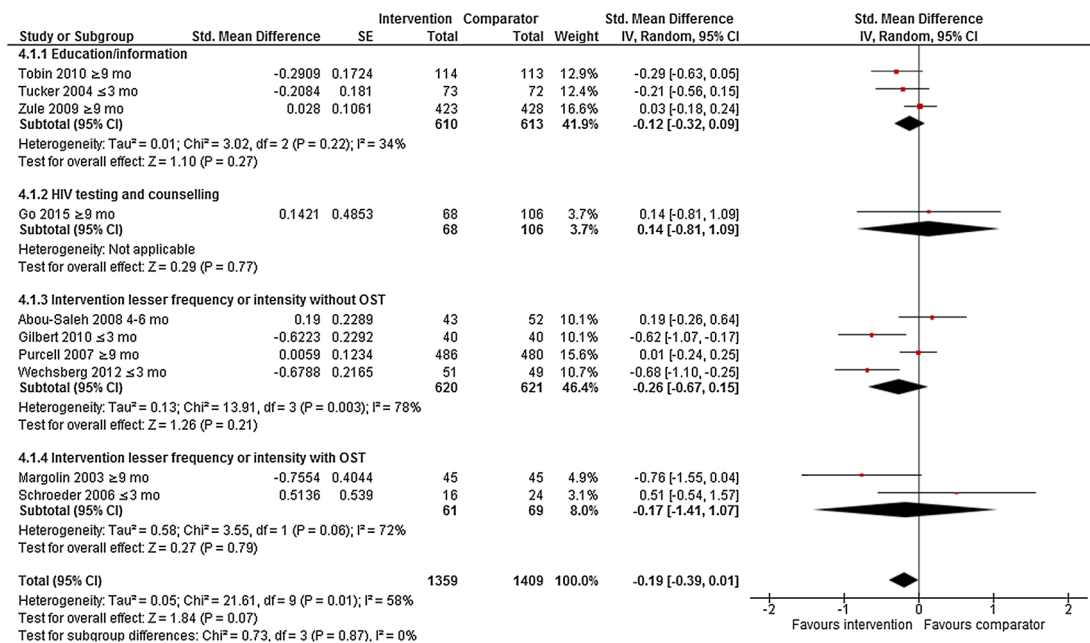 Intervention Comparator Std. Mean Difference Std. Mean Difference
Study or Subgroup Std. Mean Difference SE Total Total Weight IV, Random, 95% CI IV, Random, 95% CI
4.1.1 Education/information
Tobin 2010 ≥9 mo -0.2909 0.1724 114 113 12.9% -0.29 [-0.63, 0.05]
Tucker 2004 ≤3 mo -0.2084 0.181 73 72 12.4% -0.21 [-0.56, 0.15]
Zule 2009 ≥9 mo 0.028 0.1061 423 428 16.6% 0.03 [-0.18, 0.24]
Subtotal (95% CI) 610 613 41.9% -0.12 [-0.32, 0.09]
Heterogeneity: Tau² = 0.01; Chi² = 3.02, df = 2 (P = 0.22); I² = 34%
Test for overall effect: Z = 1.10 (P = 0.27)
4.1.2 HIV testing and counselling
Go 2015 ≥9 mo 0.1421 0.4853 68 106 3.7% 0.14 [-0.81, 1.09]
Subtotal (95% CI) 68 106 3.7% 0.14 [-0.81, 1.09]
Heterogeneity: Not applicable
Test for overall effect: Z = 0.29 (P = 0.77)
4.1.3 Intervention lesser frequency or intensity without OST
Abou-Saleh 2008 4-6 mo 0.19 0.2289 43 52 10.1% 0.19 [-0.26, 0.64]
Gilbert 2010 ≤3 mo -0.6223 0.2292 40 40 10.1% -0.62 [-1.07, -0.17]
Purcell 2007 ≥9 mo 0.0059 0.1234 486 480 15.6% 0.01 [-0.24, 0.25]
Wechsberg 2012 ≤3 mo -0.6788 0.2165 51 49 10.7% -0.68 [-1.10, -0.25]
Subtotal (95% CI) 620 621 46.4% -0.26 [-0.67, 0.15]
Heterogeneity: Tau² = 0.13; Chi² = 13.91, df = 3 (P = 0.003); I² = 78%
Test for overall effect: Z = 1.26 (P = 0.21)
4.1.4 Intervention lesser frequency or intensity with OST
Margolin 2003 ≥9 mo -0.7554 0.4044 45 45 4.9% -0.76 [-1.55, 0.04]
Schroeder 2006 ≤3 mo 0.5136 0.539 16 24 3.1% 0.51 [-0.54, 1.57]
Subtotal (95% CI) 61 69 8.0% -0.17 [-1.41, 1.07]
Heterogeneity: Tau² = 0.58; Chi² = 3.55, df = 1 (P = 0.06); I² = 72%
Test for overall effect: Z = 0.27 (P = 0.79)
Total (95% CI) 1359 1409 100.0% -0.19 [-0.39, 0.01]
Heterogeneity: Tau² = 0.05; Chi² = 21.61, df = 9 (P = 0.01); I² = 58%
Test for overall effect: Z = 1.84 (P = 0.07)
Test for subgroup differences: Chi² = 0.73, df = 3 (P = 0.87), I² = 0%
-2 -1 0 1 2
Favours intervention Favours comparator